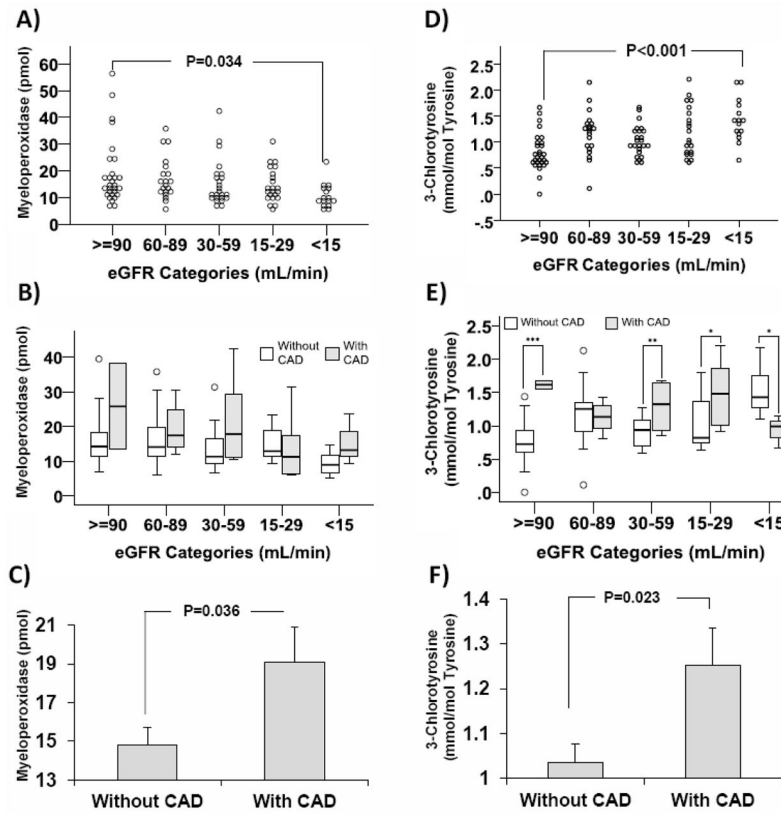 A)
P=0.034
Myeloperoxidase (pmol)
60
50
40
30
20
10
0
>=90 60-89 30-59 15-29 <15
eGFR Categories (mL/min)
B)
Without CAD
With CAD
Myeloperoxidase (pmol)
40
30
20
10
0
>=90 60-89 30-59 15-29 <15
eGFR Categories (mL/min)
C)
P=0.036
Myeloperoxidase (pmol)
21
19
17
15
13
Without CAD With CAD
D)
P<0.001
3-Chlorotyrosine
(mmol/mol Tyrosine)
2.5
2.0
1.5
1.0
.5
.0
-.5
>=90 60-89 30-59 15-29 <15
eGFR Categories (mL/min)
E)
Without CAD With CAD
*** ** * *
3-Chlorotyrosine
(mmol/mol Tyrosine)
2.5
2.0
1.5
1.0
.5
.0
>=90 60-89 30-59 15-29 <15
eGFR Categories (mL/min)
F)
P=0.023
3-Chlorotyrosine
(mmol/mol Tyrosine)
1.4
1.3
1.2
1.1
1
Without CAD With CAD